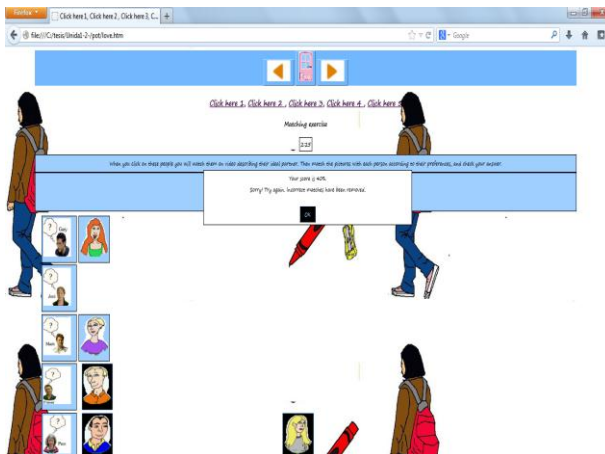 Firefox
Click here 1, Click here 2, Click here 3, C...
file:///C:/tesis/Unida1-2-/pot/love.htm
Google
Click here 1, Click here 2, Click here 3, Click here 4, Click here 5
Matching exercise
2:25
When you click on these people you will watch them on video describing their ideal partner. Then match the pictures with each person according to their preferences, and check your answer.
Your score is 40%.
Sorry! Try again. Incorrect matches have been removed.
OK
?
?
?
?
?